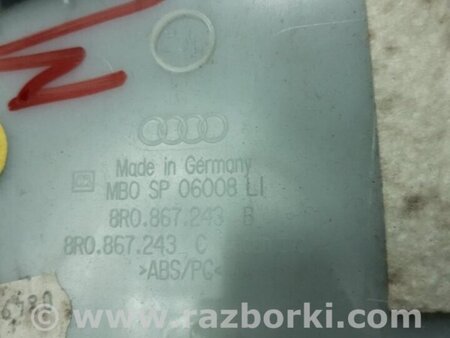 Made in Germany
MBO SP 06008 LI
8R0.867.243 B
8R0.867.243 C
>ABS/PC<
www.razborki.com